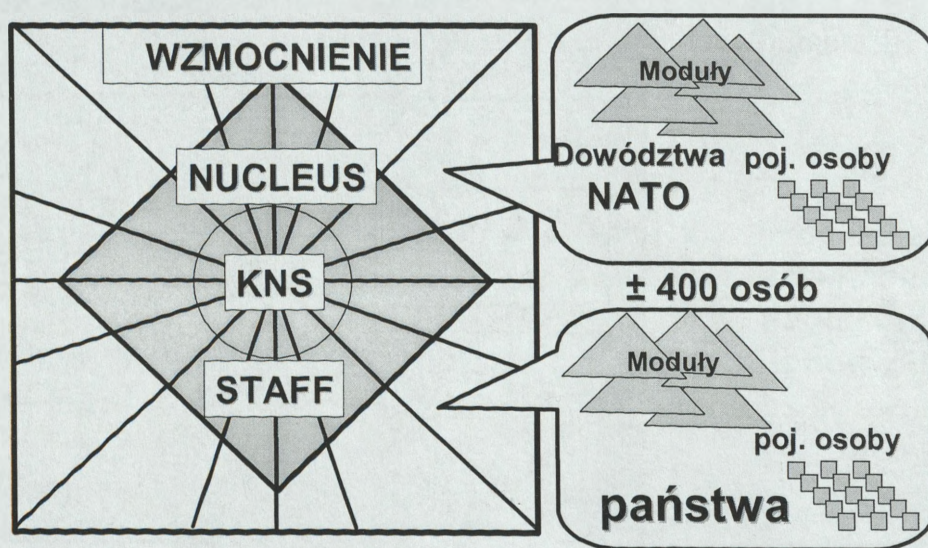 WZMOCNIENIE
NUCLEUS
KNS
STAFF
Moduły
Dowództwa
NATO
poj. osoby
± 400 osób
Moduły
poj. osoby
państwa